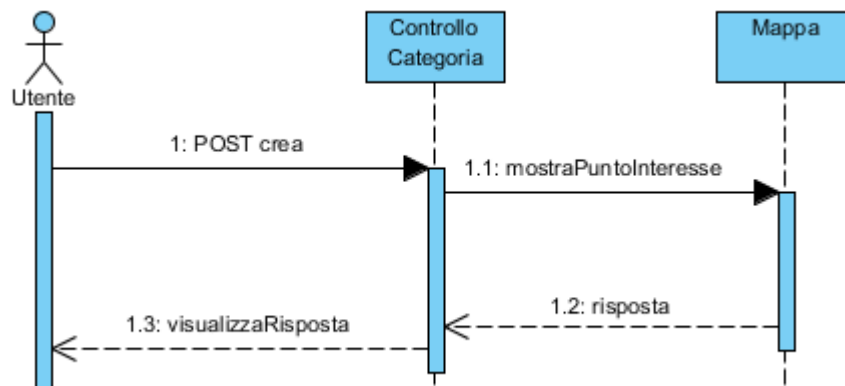 Controllo
Categoria
Mappa
Utente
1: POST crea
1.1: mostraPuntoInteresse
1.2: risposta
1.3: visualizzaRisposta